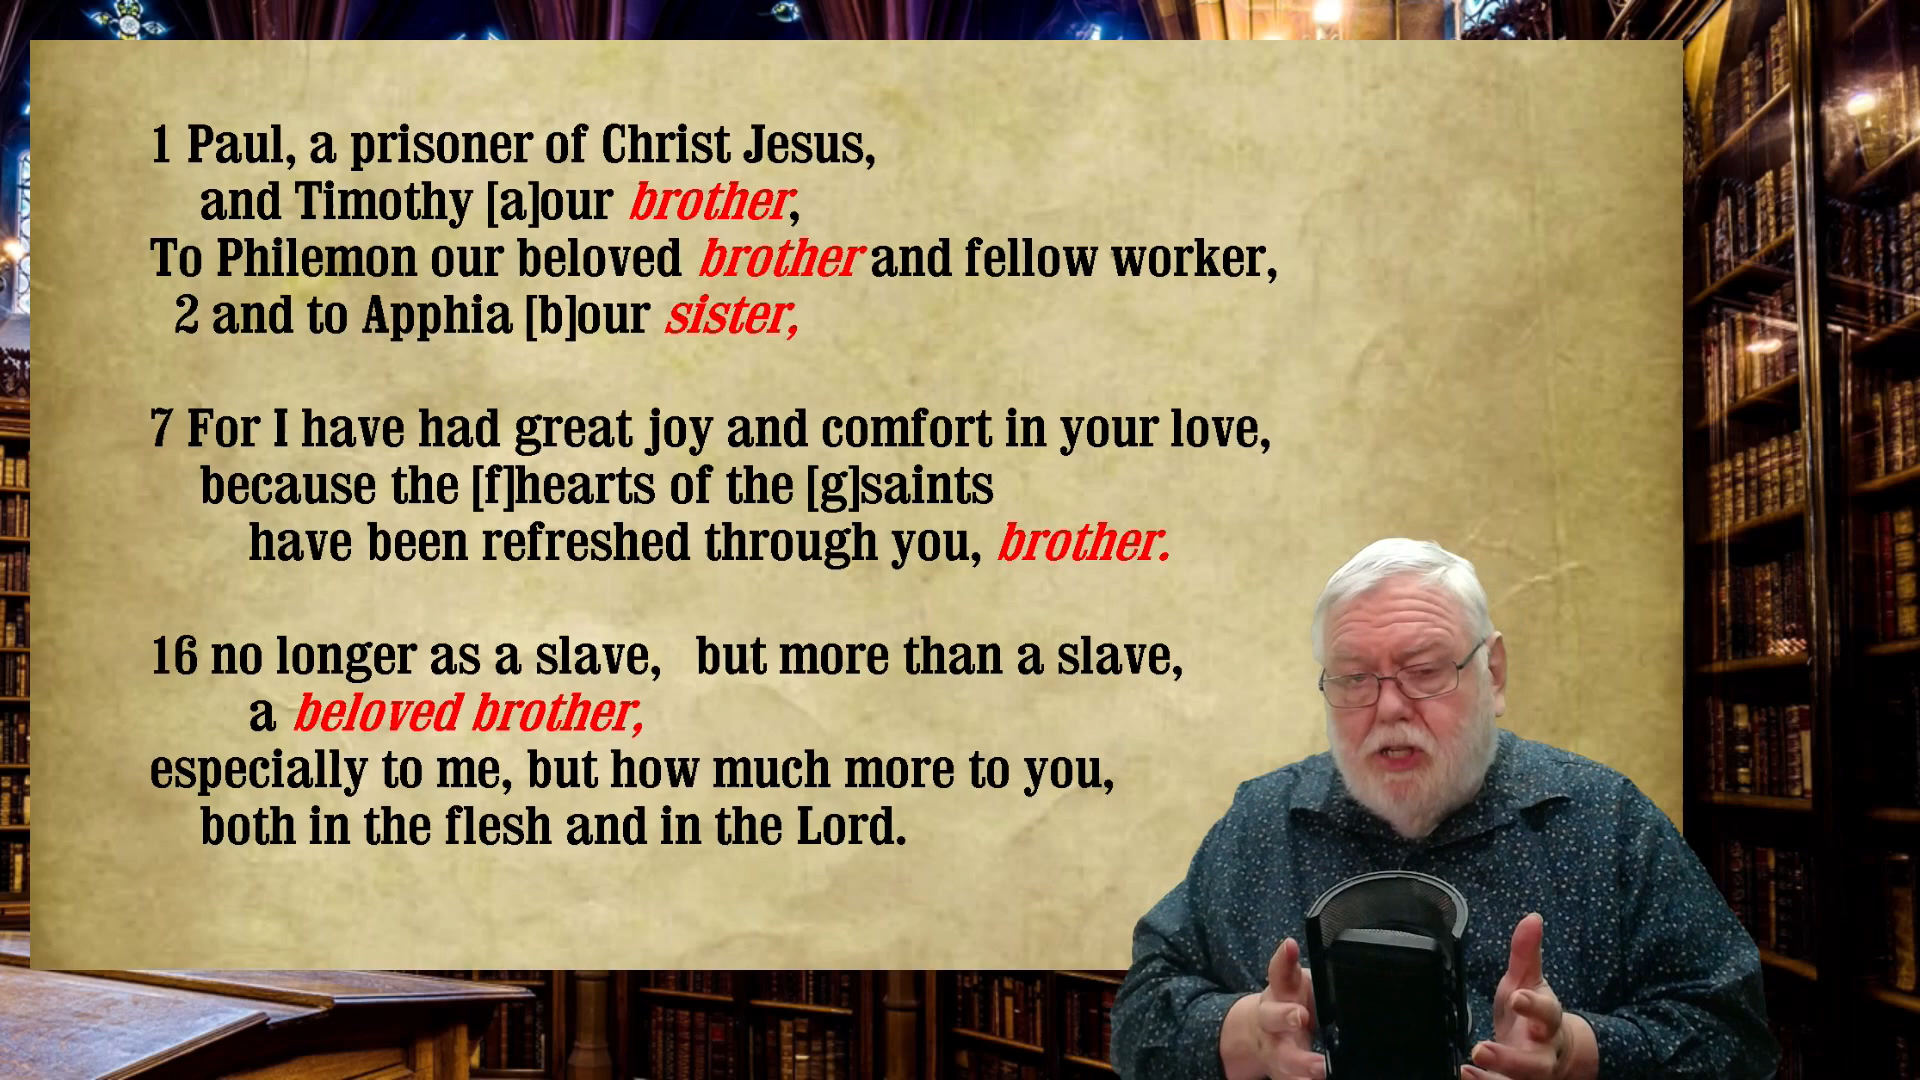 1 Paul, a prisoner of Christ Jesus,
and Timothy [a]our brother,
To Philemon our beloved brother and fellow worker,
2 and to Apphia [b]our sister,
7 For I have had great joy and comfort in your love,
because the [f]hearts of the [g]saints
have been refreshed through you, brother.
16 no longer as a slave, but more than a slave,
a beloved brother,
especially to me, but how much more to you,
both in the flesh and in the Lord.